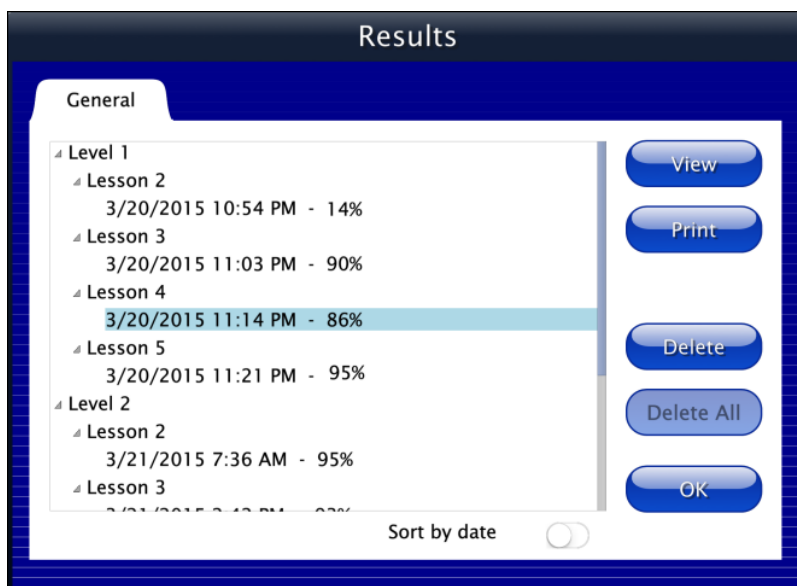 Results
General
Level 1
Lesson 2
3/20/2015 10:54 PM - 14%
Lesson 3
3/20/2015 11:03 PM - 90%
Lesson 4
3/20/2015 11:14 PM - 86%
Lesson 5
3/20/2015 11:21 PM - 95%
Level 2
Lesson 2
3/21/2015 7:36 AM - 95%
Lesson 3
Sort by date
View
Print
Delete
Delete All
OK